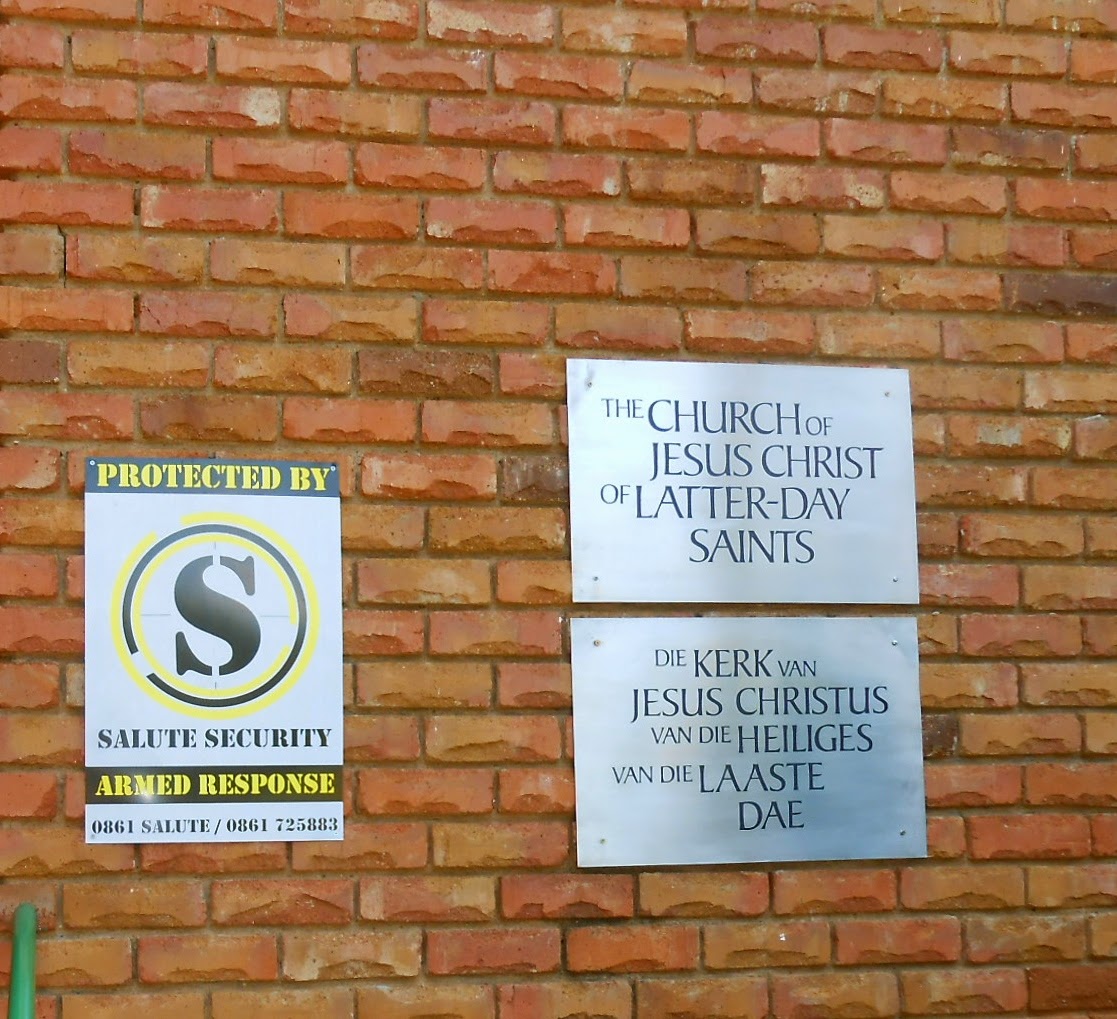 PROTECTED BY
S
SALUTE SECURITY
ARMED RESPONSE
0861 SALUTE / 0861 725883
THE CHURCH OF
JESUS CHRIST
OF LATTER-DAY
SAINTS
DIE KERK VAN
JESUS CHRISTUS
VAN DIE HEILIGES
VAN DIE LAASTE
DAE